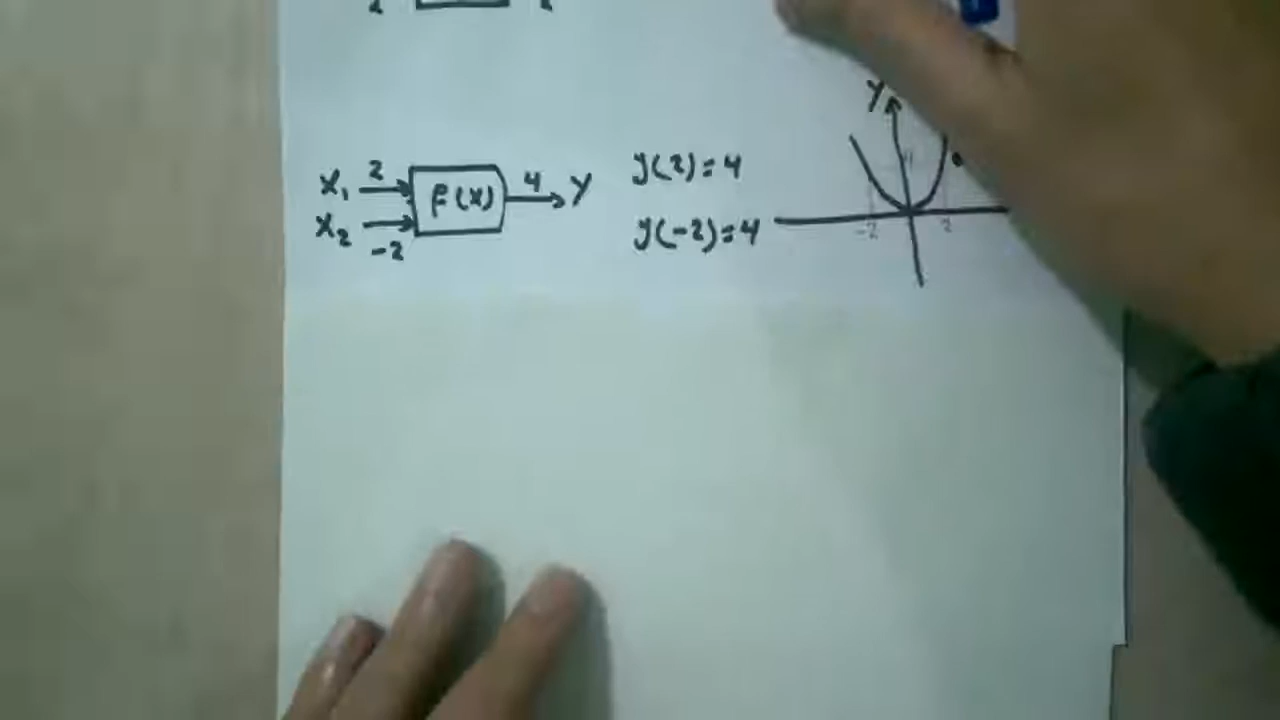 X₁ 2 F(X) 4 Y
X₂ -2
y(2)=4
y(-2)=4
Y
-2 2